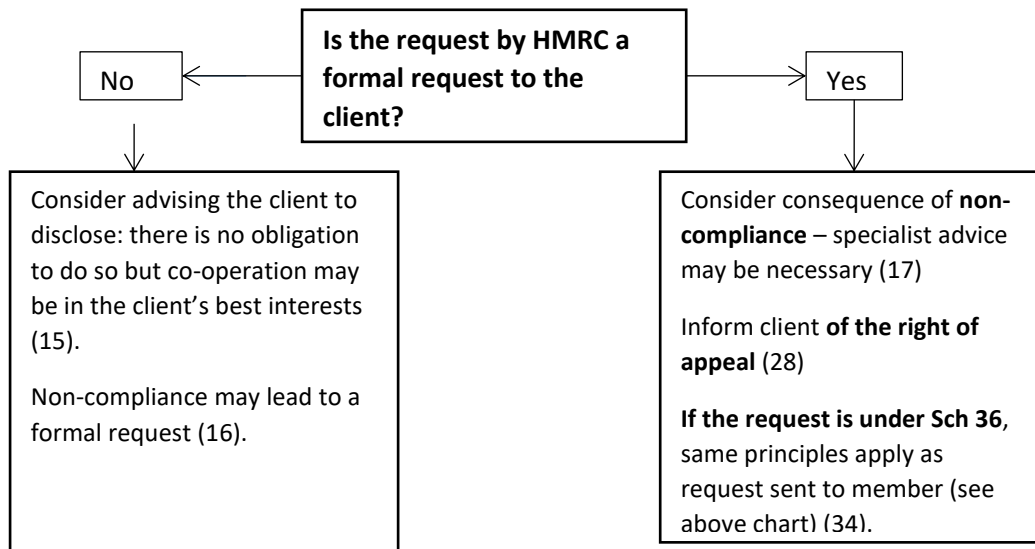 Is the request by HMRC a
formal request to the
client?
No
Yes
Consider advising the client to
disclose: there is no obligation
to do so but co-operation may
be in the client’s best interests
(15).
Non-compliance may lead to a
formal request (16).
Consider consequence of non-
compliance – specialist advice
may be necessary (17)
Inform client of the right of
appeal (28)
If the request is under Sch 36,
same principles apply as
request sent to member (see
above chart) (34).